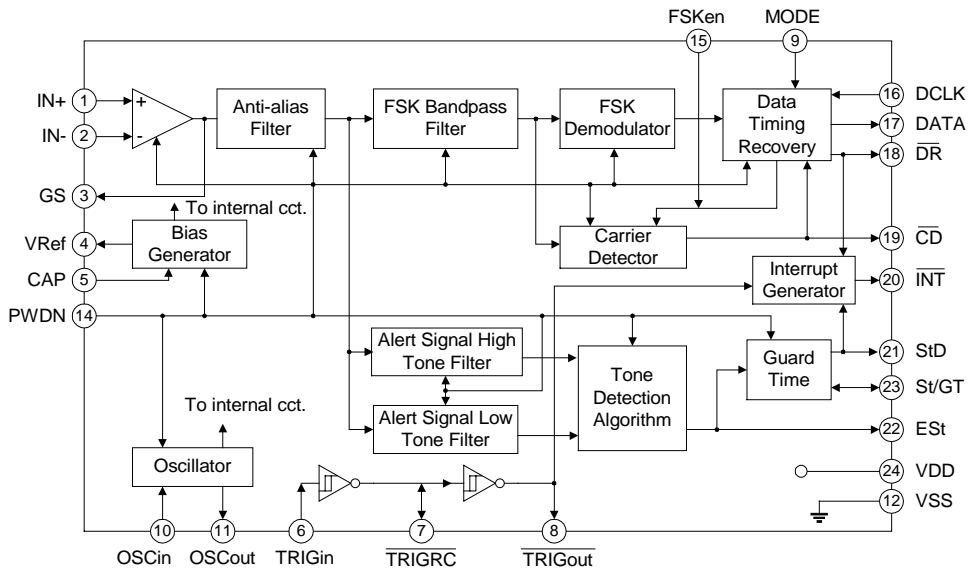 FSKen
MODE
15
9
IN+
1
+
IN-
2
-
Anti-alias
Filter
FSK Bandpass
Filter
FSK
Demodulator
Data
Timing
Recovery
16
DCLK
17
DATA
18
DR
GS
3
To internal cct.
VRef
4
Bias
Generator
CAP
5
Carrier
Detector
19
CD
Interrupt
Generator
20
INT
PWDN
14
Alert Signal High
Tone Filter
Alert Signal Low
Tone Filter
Tone
Detection
Algorithm
Guard
Time
21
StD
23
St/GT
22
ESt
To internal cct.
Oscillator
24
VDD
12
VSS
10
11
6
7
8
OSCin
OSCout
TRIGin
TRIGRC
TRIGout